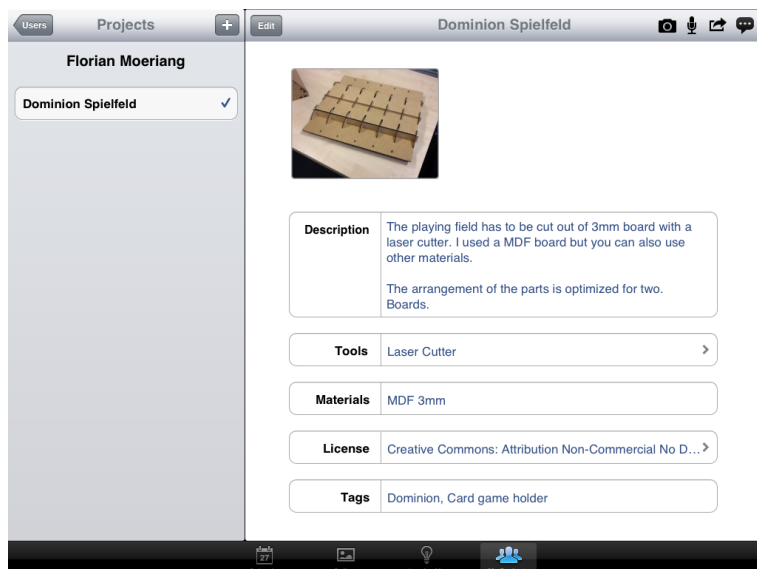 Users
Projects
+
Edit
Dominion Spielfeld
Florian Moeriang
Dominion Spielfeld
Description
The playing field has to be cut out of 3mm board with a
laser cutter. I used a MDF board but you can also use
other materials.
The arrangement of the parts is optimized for two.
Boards.
Tools
Laser Cutter
Materials
MDF 3mm
License
Creative Commons: Attribution Non-Commercial No D...
Tags
Dominion, Card game holder
27